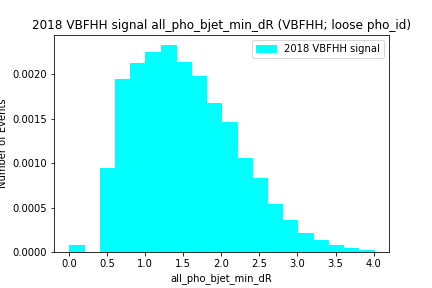 2018 VBFHH signal all_pho_bjet_min_dR (VBFHH; loose pho_id)
2018 VBFHH signal
Number of Events
0.0020
0.0015
0.0010
0.0005
0.0000
0.0 0.5 1.0 1.5 2.0 2.5 3.0 3.5 4.0
all_pho_bjet_min_dR